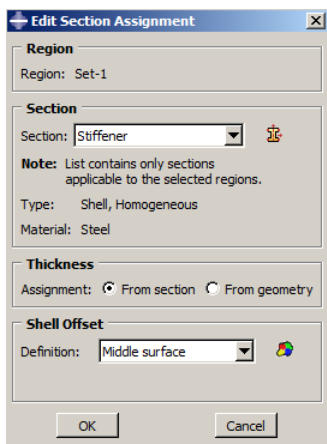 Edit Section Assignment
Region
Region: Set-1
Section
Section: Stiffener
Note: List contains only sections
applicable to the selected regions.
Type: Shell, Homogeneous
Material: Steel
Thickness
Assignment: From section From geometry
Shell Offset
Definition: Middle surface
OK Cancel